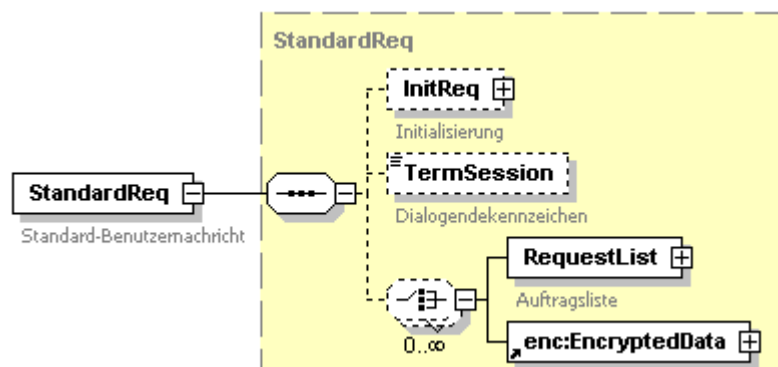 StandardReq
InitReq
Initialisierung
TermSession
Dialogendekennzeichen
StandardReq
Standard-Benutzernachricht
RequestList
Auftragsliste
0..∞
enc:EncryptedData